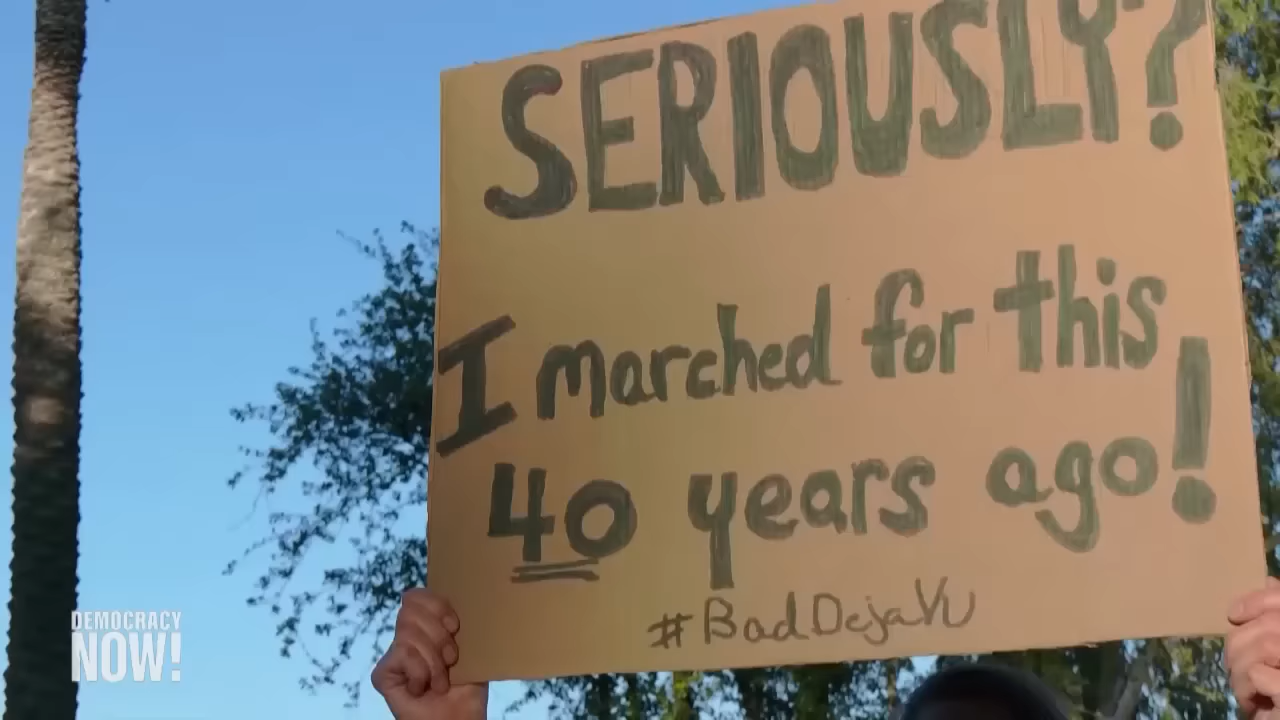 SERIOUSLY?
I marched for this
40 years ago!
#BadDejaVu
DEMOCRACY
NOW!